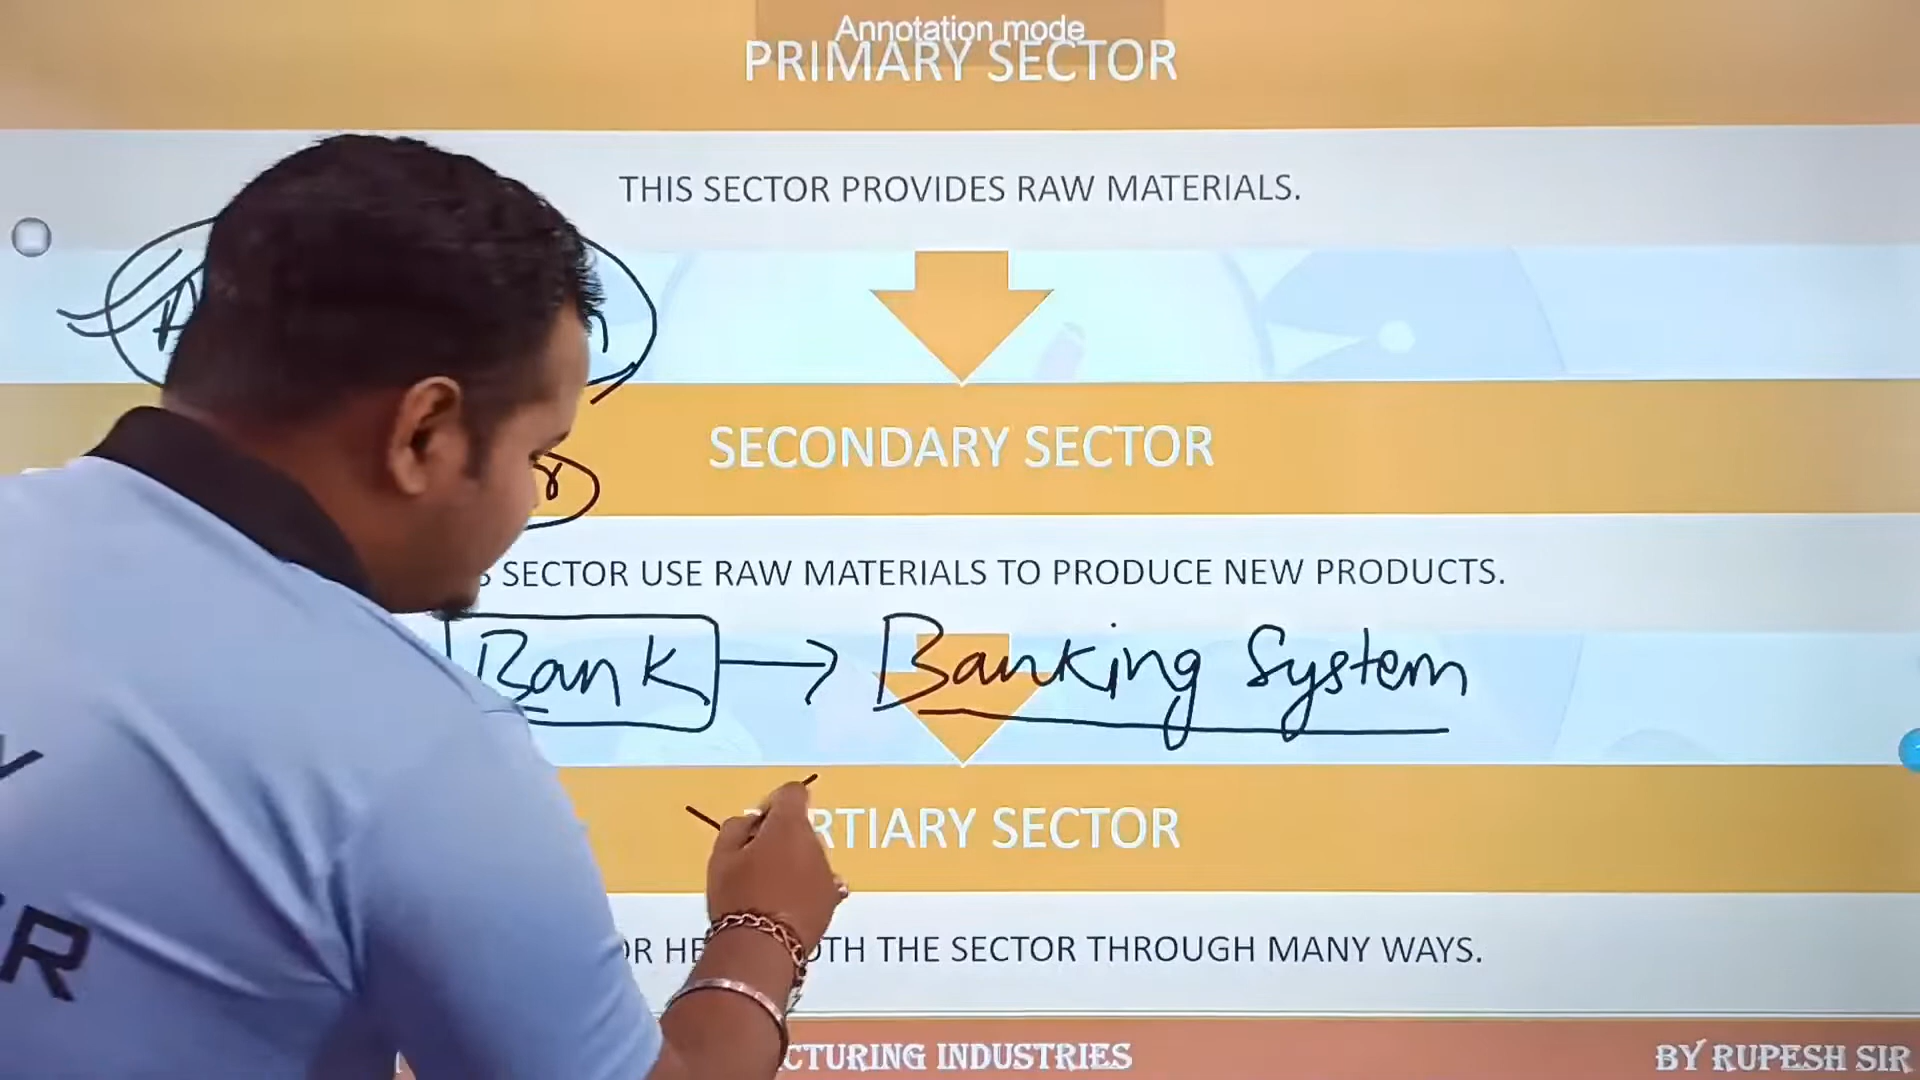 Annotation mode
PRIMARY SECTOR
THIS SECTOR PROVIDES RAW MATERIALS.
SECONDARY SECTOR
SECTOR USE RAW MATERIALS TO PRODUCE NEW PRODUCTS.
Bank → Banking System
RTIARY SECTOR
OTH THE SECTOR THROUGH MANY WAYS.
CTURING INDUSTRIES
BY RUPESH SIR